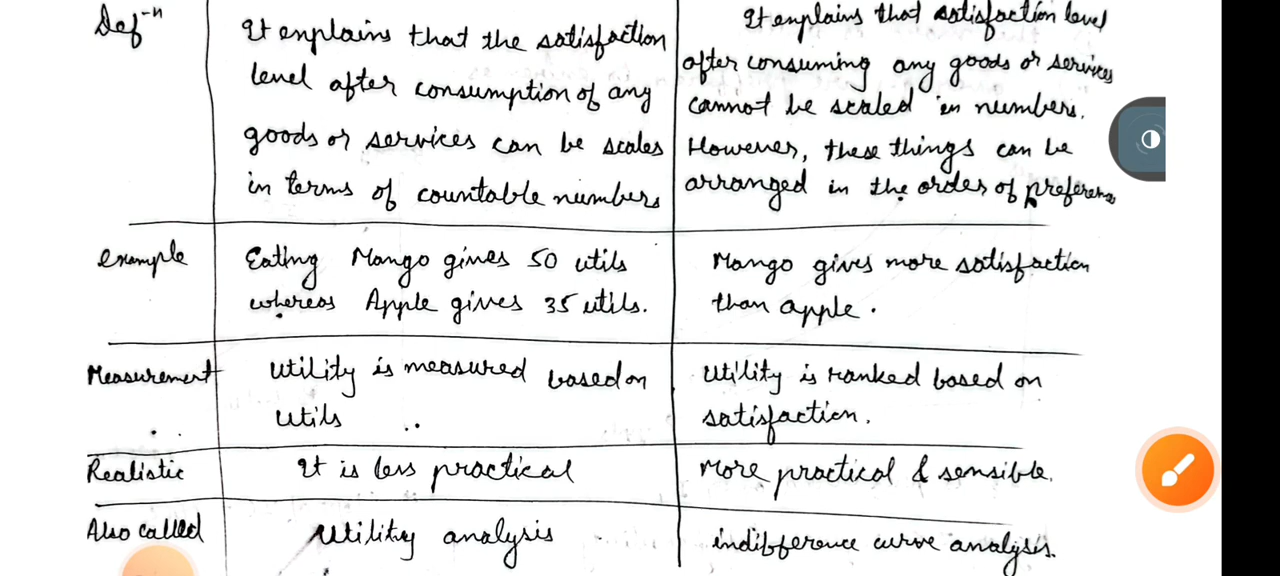 Def⁻ⁿ
It explains that the satisfaction
level after consumption of any
goods or services can be scales
in terms of countable numbers
It explains that satisfaction level
after consuming any goods or services
cannot be scaled in numbers.
However, these things can be
arranged in the order of preference
example
Eating Mango gives 50 utils
whereas Apple gives 35 utils.
Mango gives more satisfaction
than apple.
Measurement
Utility is measured based on
utils
Utility is ranked based on
satisfaction.
Realistic
It is less practical
More practical & sensible.
Also called
Utility analysis
indifference curve analysis.